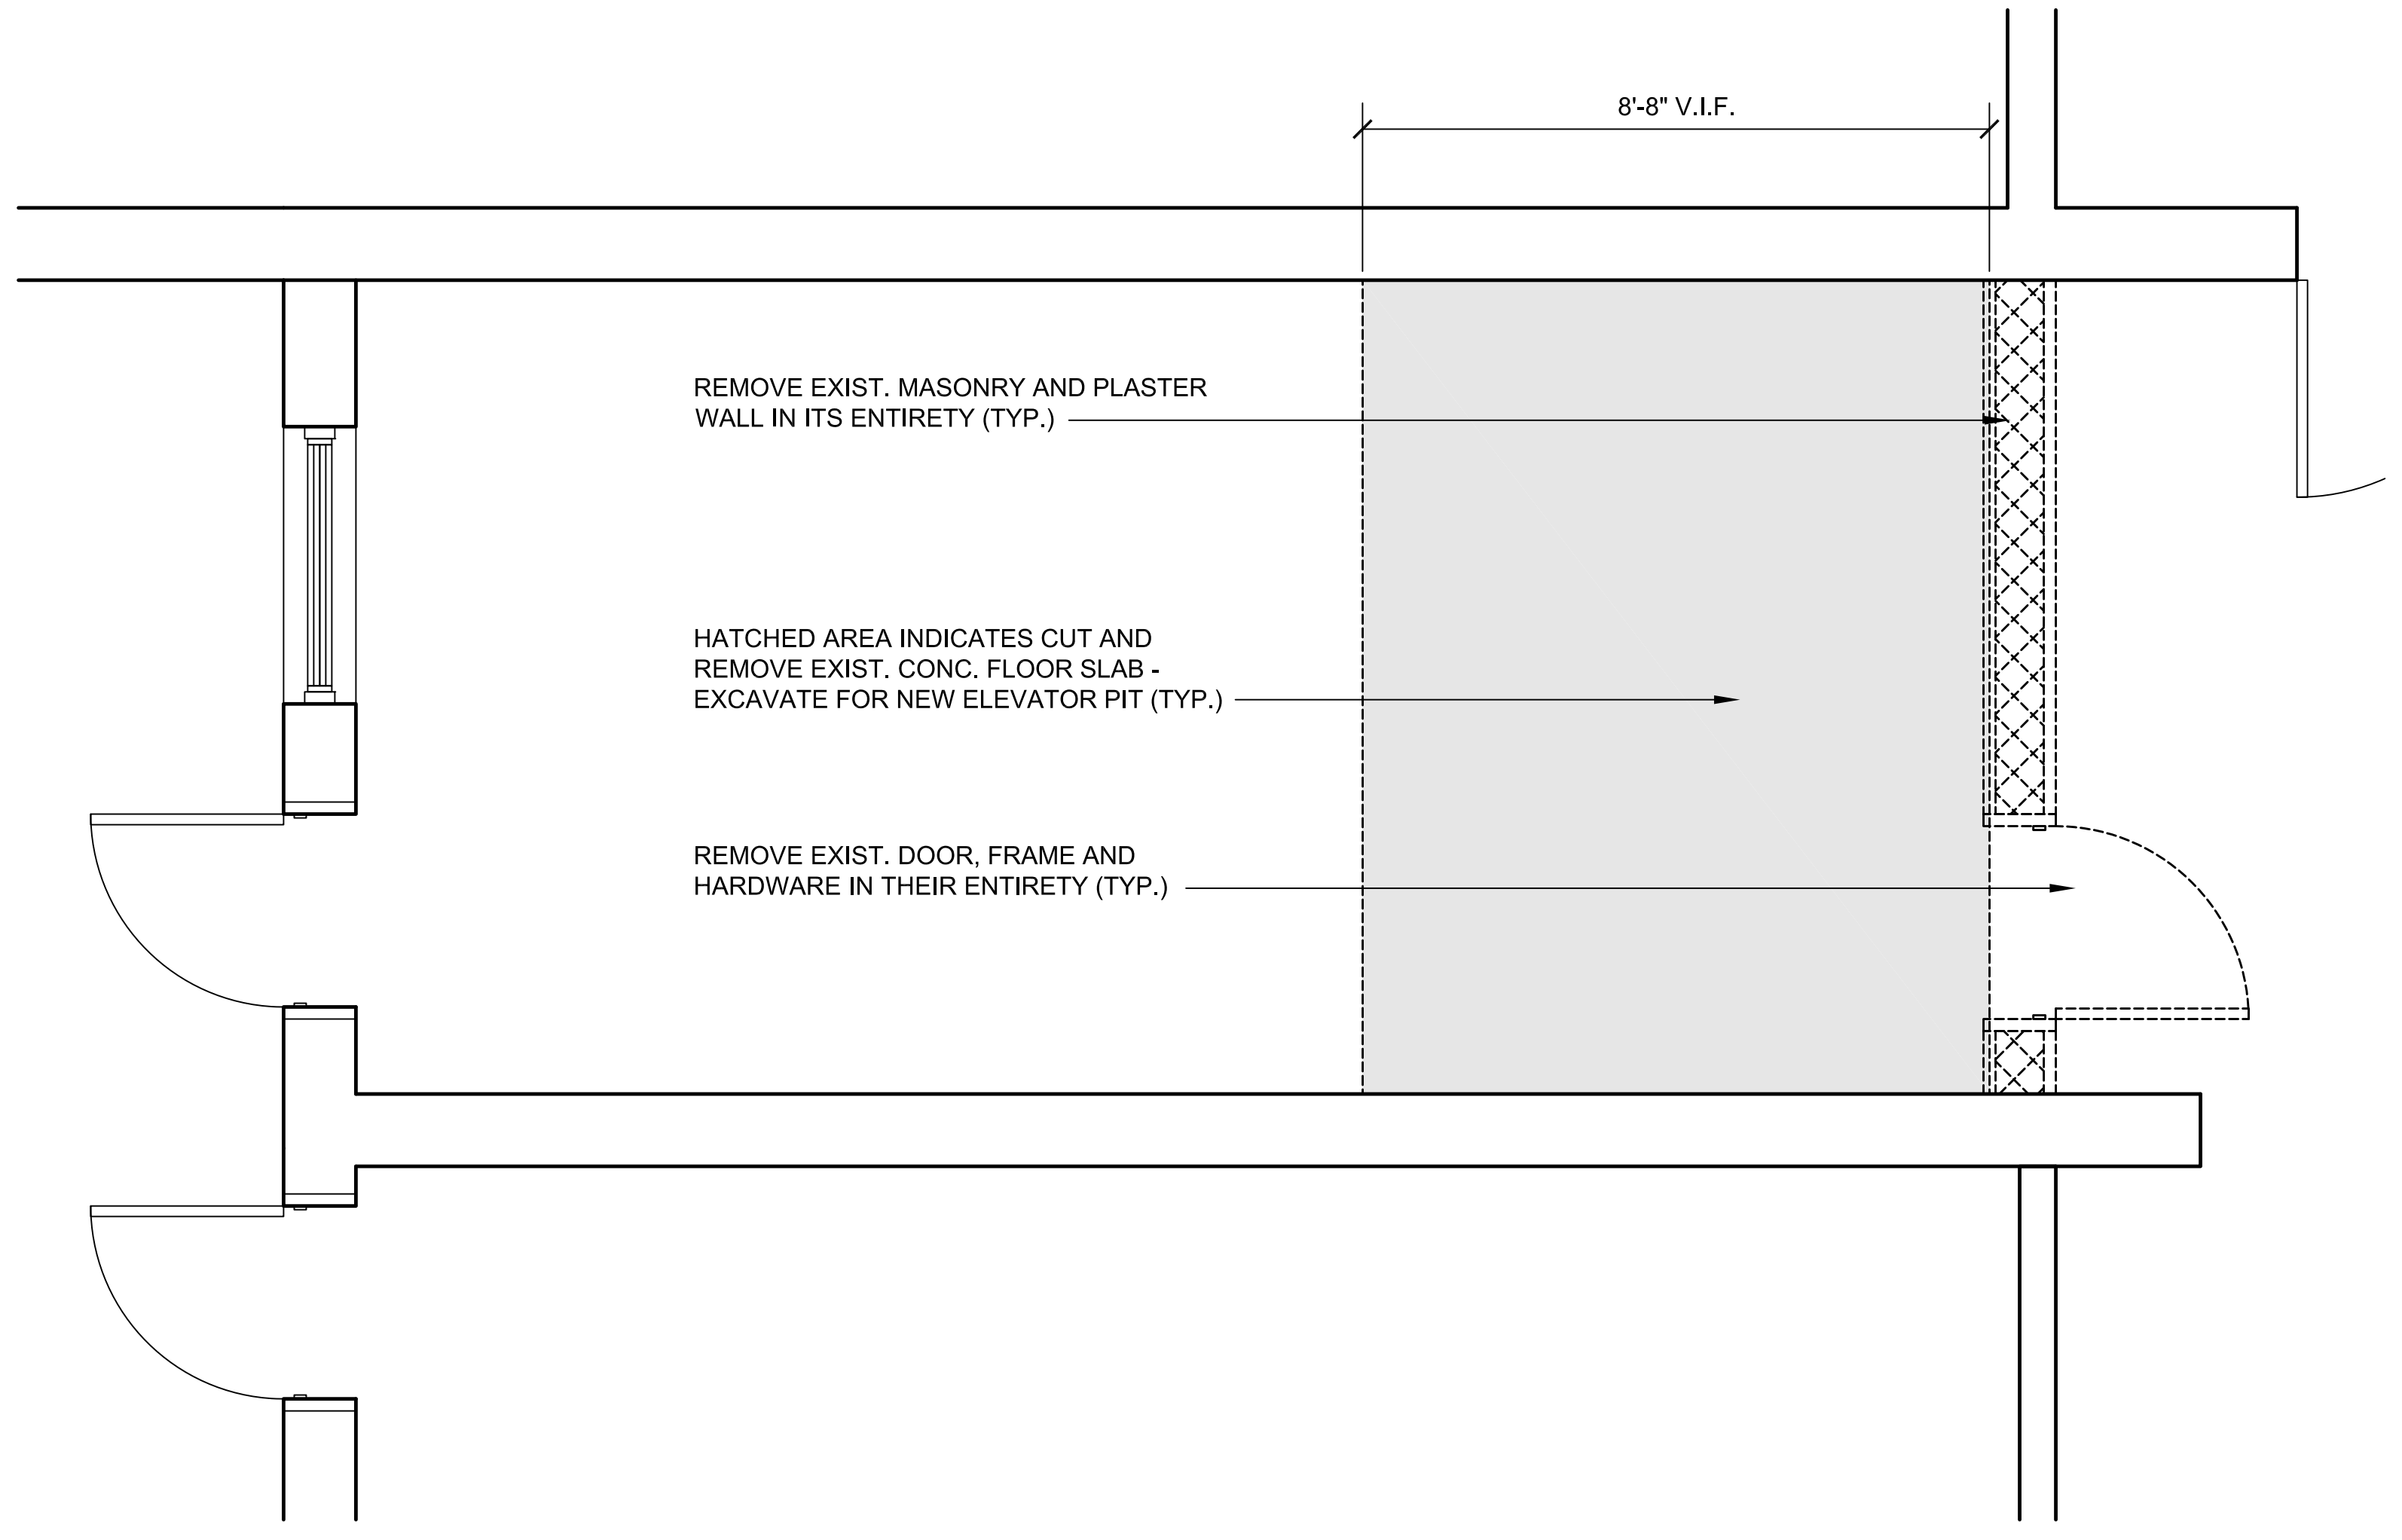 8'-8" V.I.F.
REMOVE EXIST. MASONRY AND PLASTER
WALL IN ITS ENTIRETY (TYP.)
HATCHED AREA INDICATES CUT AND
REMOVE EXIST. CONC. FLOOR SLAB -
EXCAVATE FOR NEW ELEVATOR PIT (TYP.)
REMOVE EXIST. DOOR, FRAME AND
HARDWARE IN THEIR ENTIRETY (TYP.)